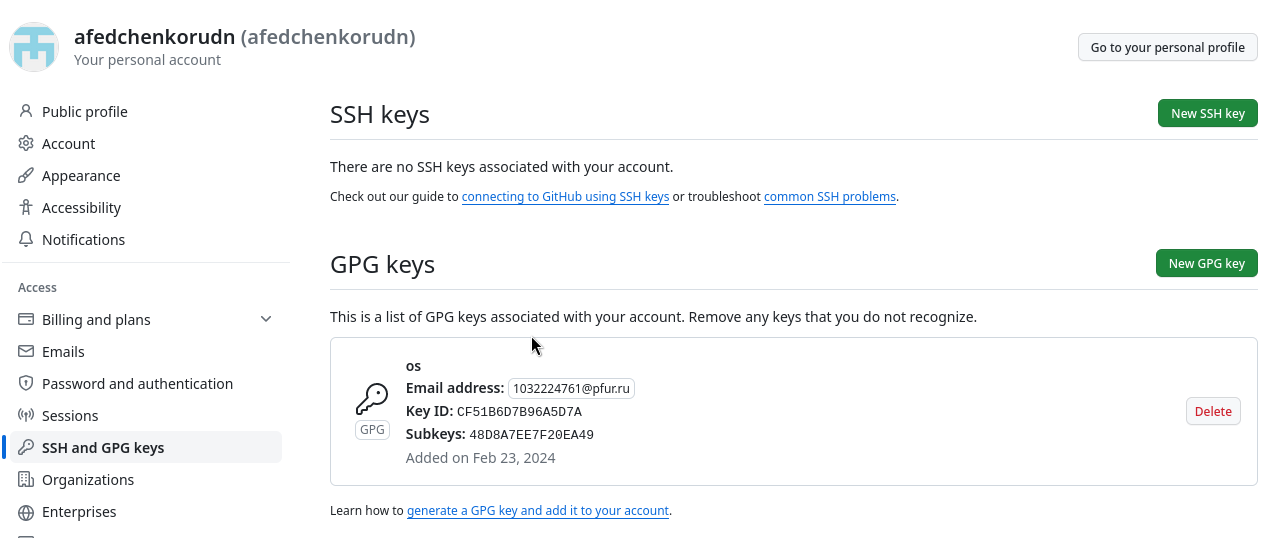 afedchenkorudn (afedchenkorudn)
Your personal account
Go to your personal profile
Public profile
Account
Appearance
Accessibility
Notifications
Access
Billing and plans
Emails
Password and authentication
Sessions
SSH and GPG keys
Organizations
Enterprises
SSH keys
New SSH key
There are no SSH keys associated with your account.
Check out our guide to connecting to GitHub using SSH keys or troubleshoot common SSH problems.
GPG keys
New GPG key
This is a list of GPG keys associated with your account. Remove any keys that you do not recognize.
GPG
os
Email address: 1032224761@pfur.ru
Key ID: CF51B6D7B96A5D7A
Subkeys: 48D8A7EE7F20EA49
Added on Feb 23, 2024
Delete
Learn how to generate a GPG key and add it to your account.